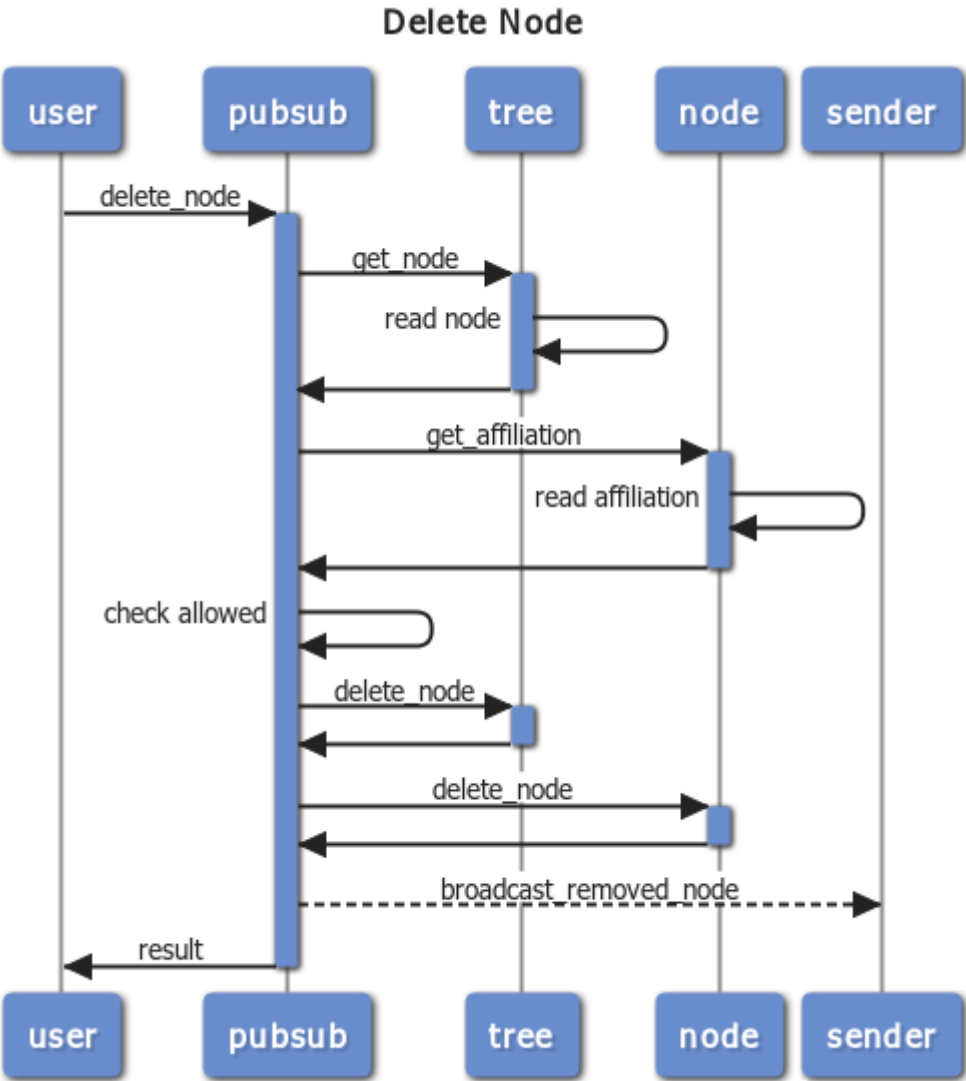 Delete Node
user pubsub tree node sender
delete_node
get_node
read node
get_affiliation
read affiliation
check allowed
delete_node
delete_node
broadcast_removed_node
result
user pubsub tree node sender